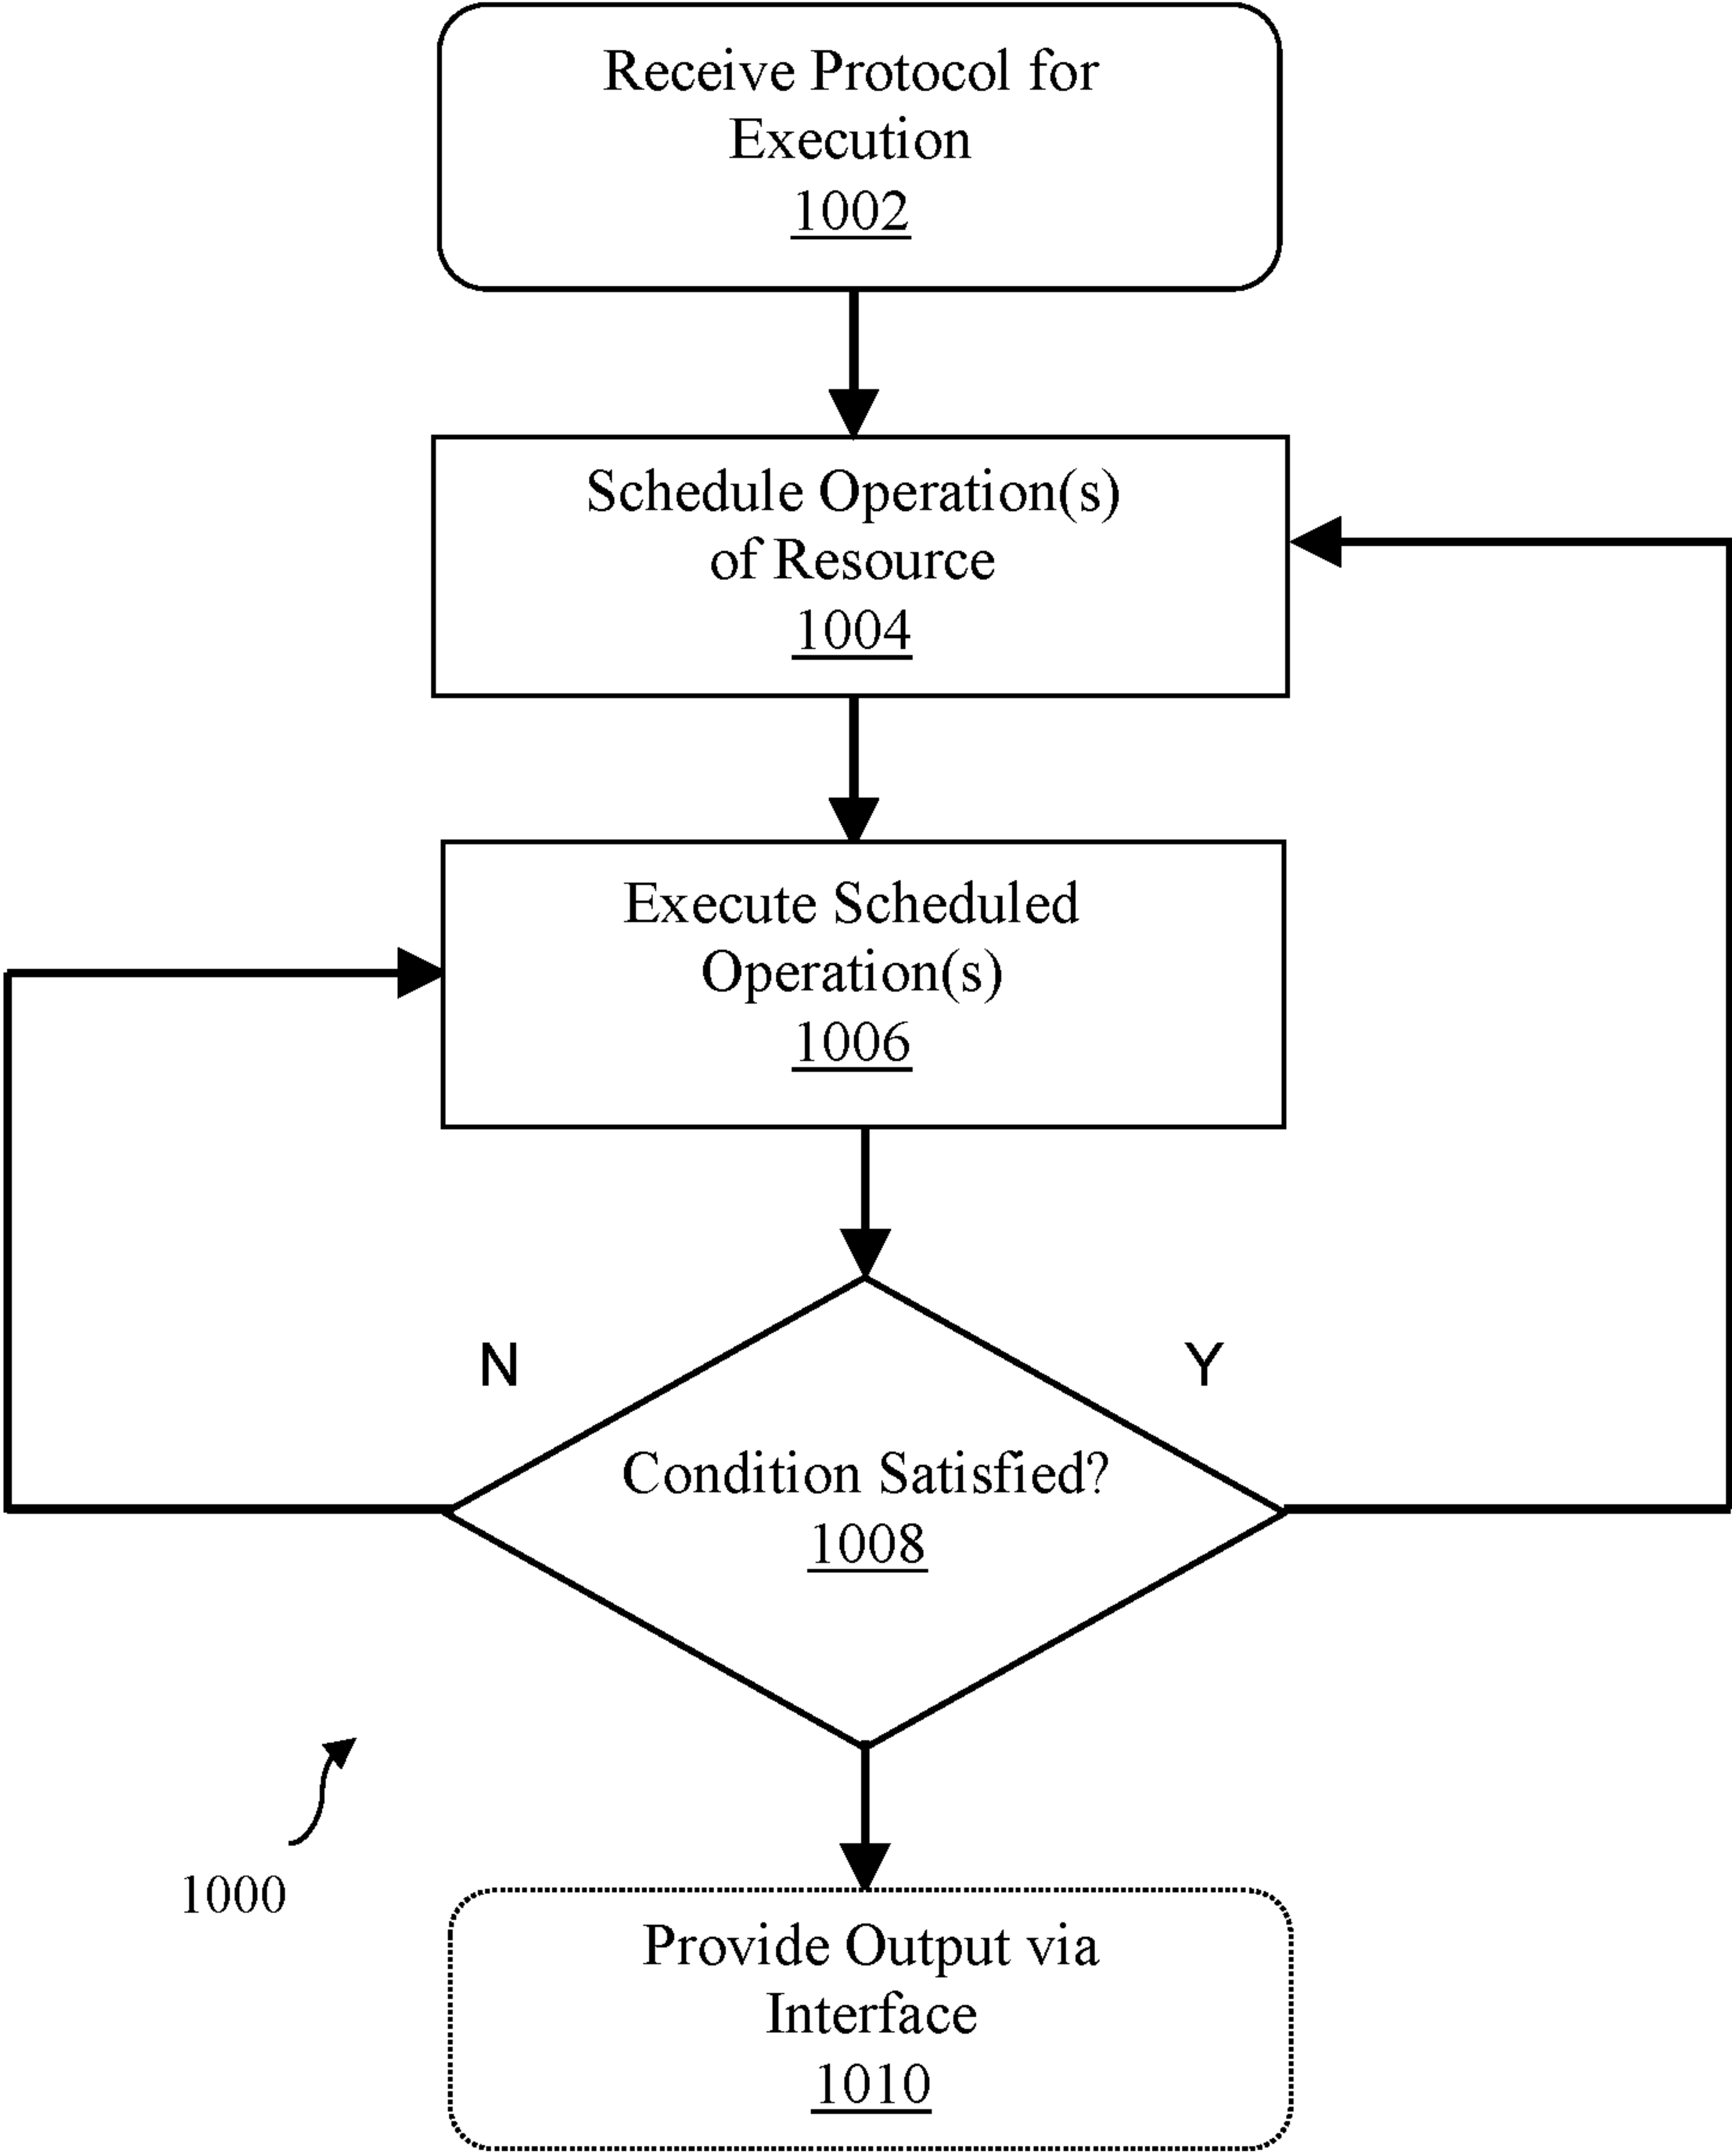 Receive Protocol for
Execution
1002
Schedule Operation(s)
of Resource
1004
Execute Scheduled
Operation(s)
1006
N
Y
Condition Satisfied?
1008
1000
Provide Output via
Interface
1010